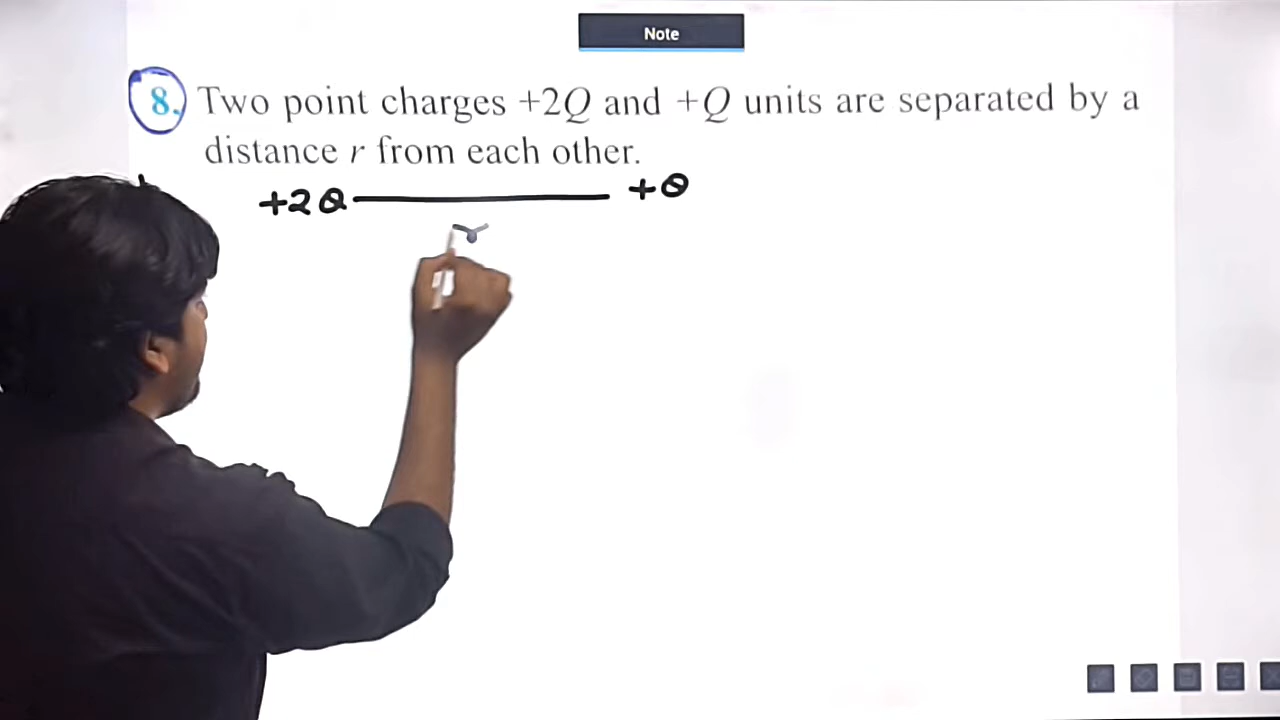 Note
8. Two point charges +2Q and +Q units are separated by a
distance r from each other.
+2Q +Q
r